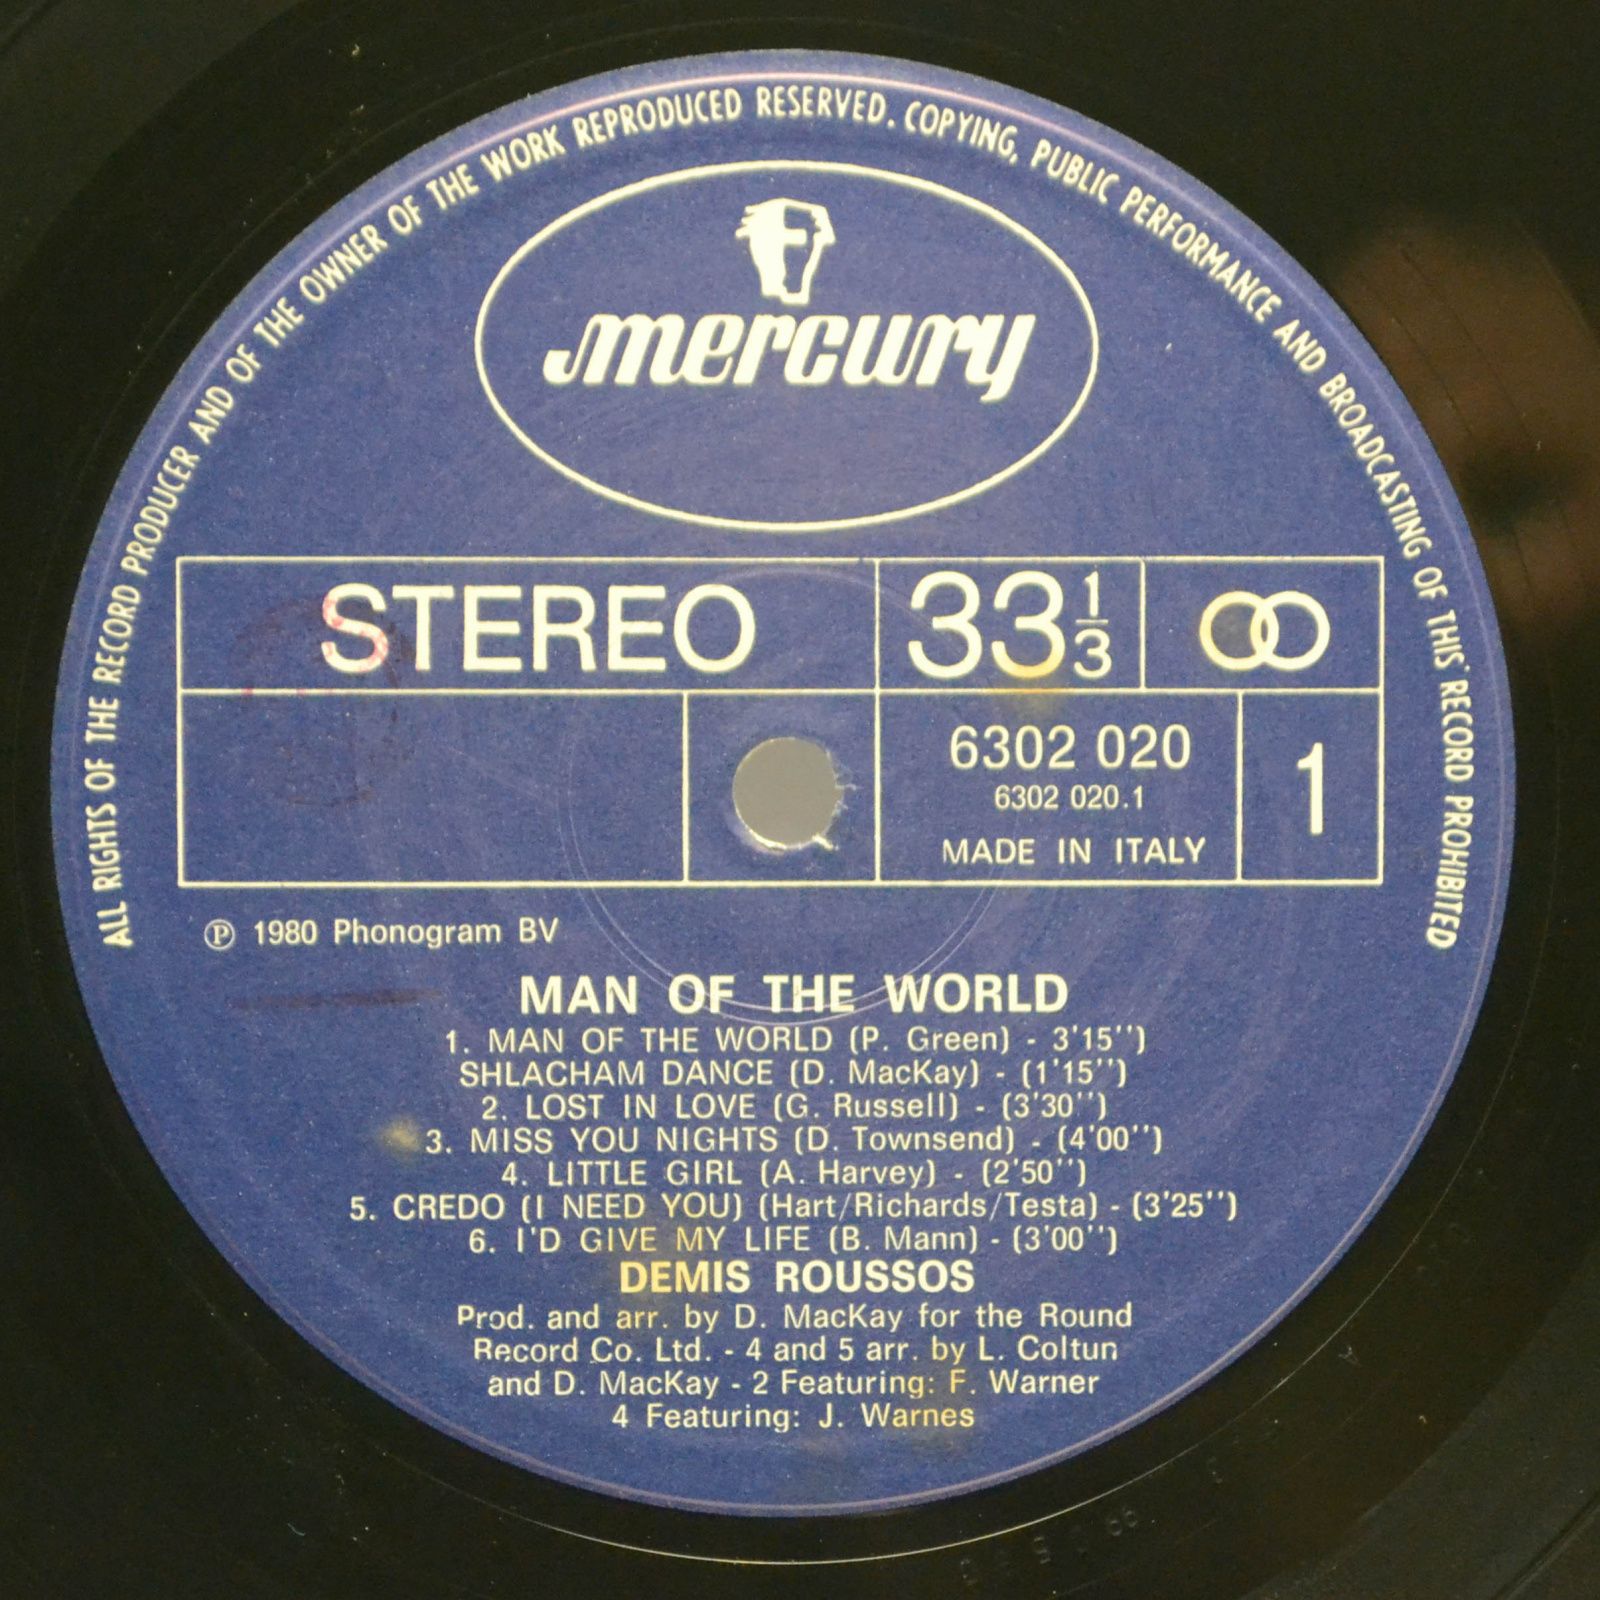 ALL RIGHTS OF THE RECORD PRODUCER AND OF THE OWNER OF THE WORK REPRODUCED RESERVED. COPYING, PUBLIC PERFORMANCE AND BROADCASTING OF THIS RECORD PROHIBITED
mercury
STEREO 33 1/3
6302 020
6302 020.1
MADE IN ITALY
1
Ⓟ 1980 Phonogram BV
MAN OF THE WORLD
1. MAN OF THE WORLD (P. Green) - 3'15'')
SHLACHAM DANCE (D. MacKay) - (1'15'')
2. LOST IN LOVE (G. Russell) - (3'30'')
3. MISS YOU NIGHTS (D. Townsend) - (4'00'')
4. LITTLE GIRL (A. Harvey) - (2'50'')
5. CREDO (I NEED YOU) (Hart/Richards/Testa) - (3'25'')
6. I'D GIVE MY LIFE (B. Mann) - (3'00'')
DEMIS ROUSSOS
Prod. and arr. by D. MacKay for the Round
Record Co. Ltd. - 4 and 5 arr. by L. Coltun
and D. MacKay - 2 Featuring: F. Warner
4 Featuring: J. Warnes